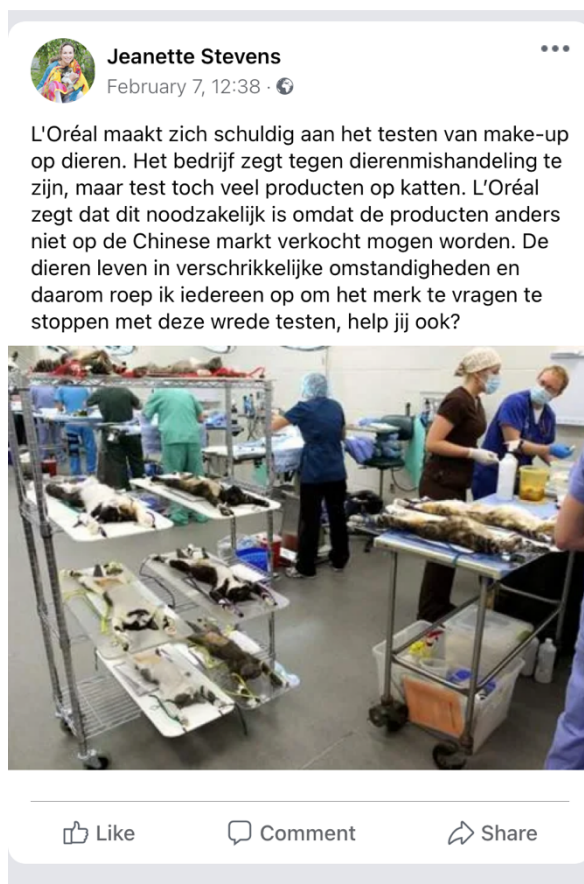 Jeanette Stevens
February 7, 12:38 ·
L'Oréal maakt zich schuldig aan het testen van make-up
op dieren. Het bedrijf zegt tegen dierenmishandeling te
zijn, maar test toch veel producten op katten. L’Oréal
zegt dat dit noodzakelijk is omdat de producten anders
niet op de Chinese markt verkocht mogen worden. De
dieren leven in verschrikkelijke omstandigheden en
daarom roep ik iedereen op om het merk te vragen te
stoppen met deze wrede testen, help jij ook?
Like Comment Share